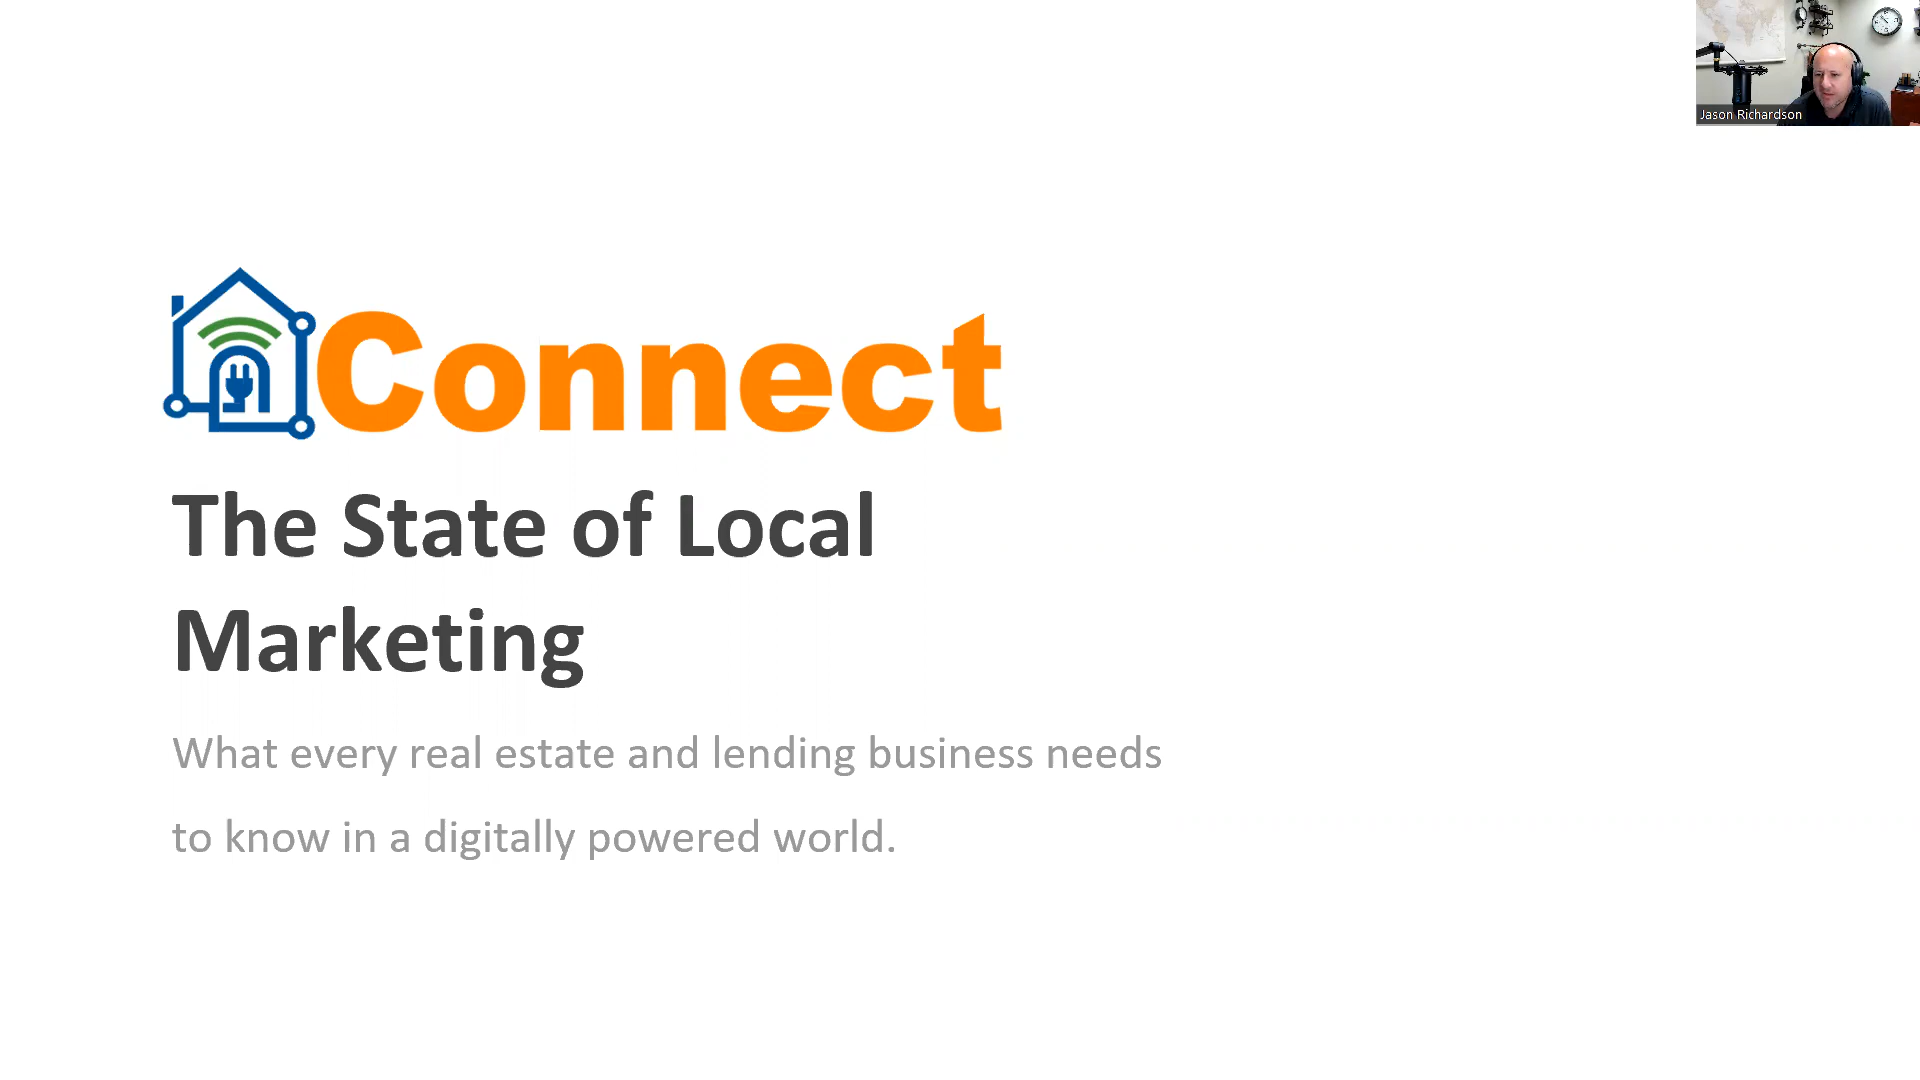 Jason Richardson
Connect
The State of Local
Marketing
What every real estate and lending business needs
to know in a digitally powered world.